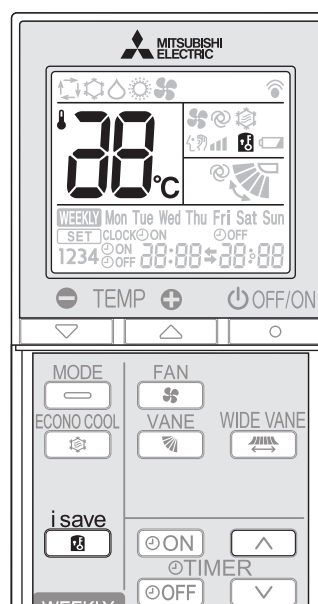 MITSUBISHI
ELECTRIC
88°C
WEEKLY Mon Tue Wed Thu Fri Sat Sun
SET CLOCK ON OFF
1234 ON OFF 88:88 88:88
TEMP OFF/ON
MODE FAN
ECONO COOL VANE WIDE VANE
i save
ON
TIMER
OFF
WEEKLY